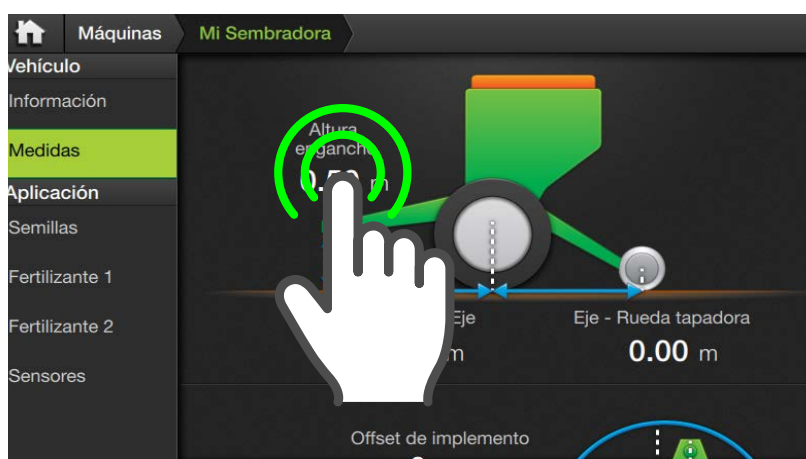 Máquinas
Mi Sembradora
Vehículo
Información
Medidas
Aplicación
Semillas
Fertilizante 1
Fertilizante 2
Sensores
Altura
enganche
m
Eje
m
Eje - Rueda tapadora
0.00 m
Offset de implemento